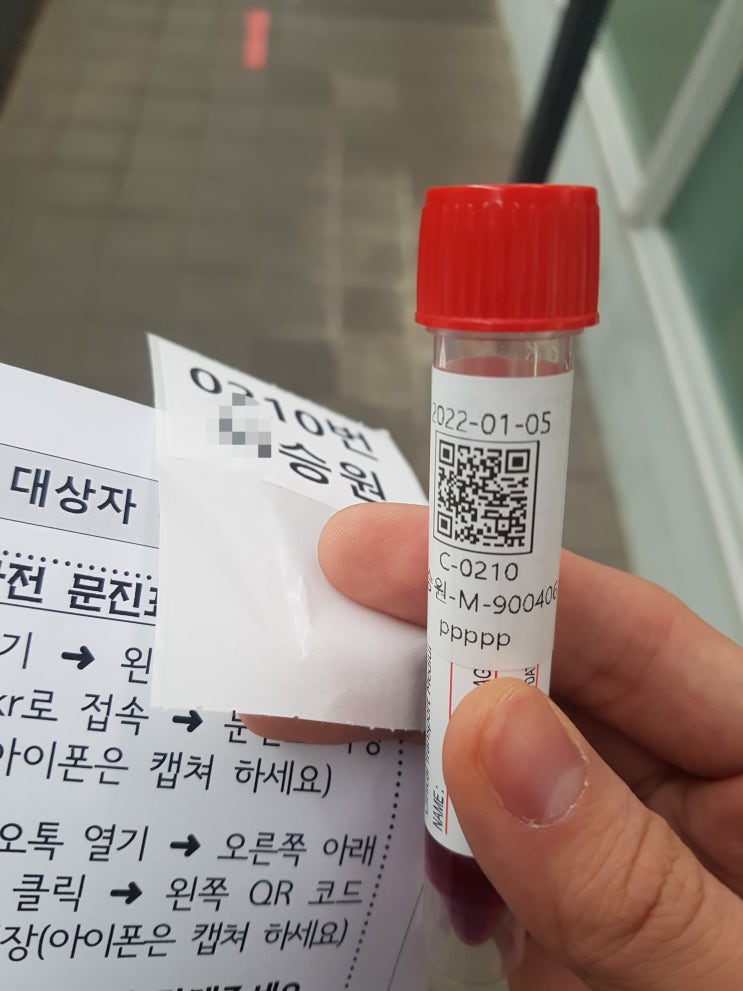 0210번
승원
2022-01-05
C-0210
승원-M-900406
ppppp
NAME:
대상자
전 문진표
기 → 왼
kr로 접속 →
아이폰은 캡쳐 하세요)
오톡 열기 → 오른쪽 아래
클릭 → 왼쪽 QR 코드
장(아이폰은 캡쳐 하세요)